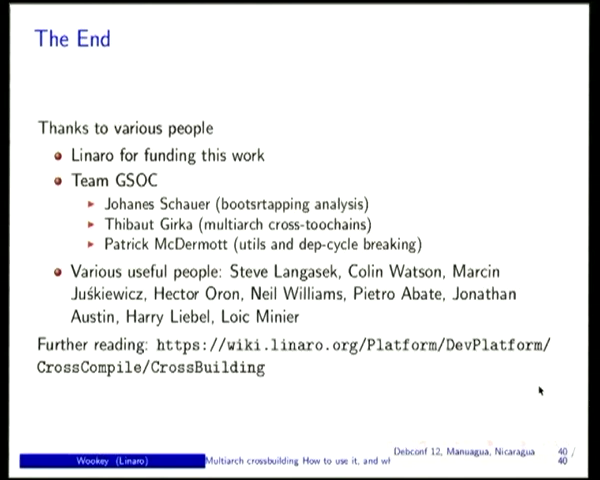 The End
Thanks to various people
Linaro for funding this work
Team GSOC
Johanes Schauer (bootsrtapping analysis)
Thibaut Girka (multiarch cross-toochains)
Patrick McDermott (utils and dep-cycle breaking)
Various useful people: Steve Langasek, Colin Watson, Marcin
Juśkiewicz, Hector Oron, Neil Williams, Pietro Abate, Jonathan
Austin, Harry Liebel, Loic Minier
Further reading: https://wiki.linaro.org/Platform/DevPlatform/
CrossCompile/CrossBuilding
Wookey (Linaro)
Multiarch crossbuilding How to use it, and wh
Debconf 12, Manuagua, Nicaragua
40 /
40